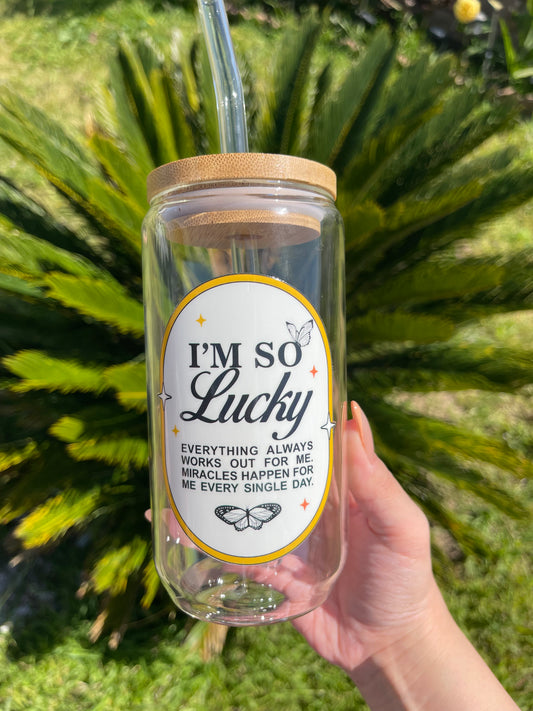 I'M SO
Lucky
EVERYTHING ALWAYS
WORKS OUT FOR ME.
MIRACLES HAPPEN FOR
ME EVERY SINGLE DAY.